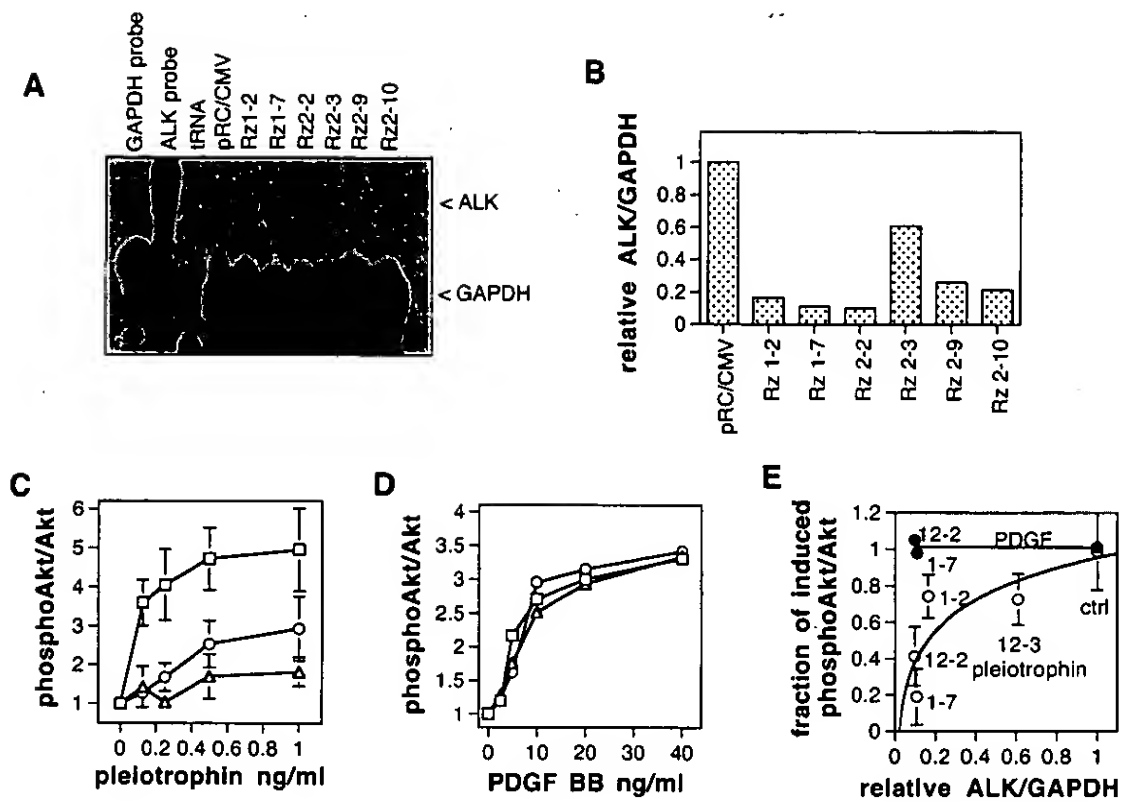 A
GAPDH probe
ALK probe
tRNA
pRC/CMV
Rz1-2
Rz1-7
Rz2-2
Rz2-3
Rz2-9
Rz2-10
< ALK
< GAPDH
B
relative ALK/GAPDH
1
0.8
0.6
0.4
0.2
0
pRC/CMV
Rz 1-2
Rz 1-7
Rz 2-2
Rz 2-3
Rz 2-9
Rz 2-10
C
phosphoAkt/Akt
6
5
4
3
2
1
0 0.2 0.4 0.6 0.8 1
pleiotrophin ng/ml
D
phosphoAkt/Akt
4
3.5
3
2.5
2
1.5
1
0 10 20 30 40
PDGF BB ng/ml
E
fraction of induced
phosphoAkt/Akt
1.2
1
0.8
0.6
0.4
0.2
0
12-2
PDGF
1-7
1-2
ctrl
12-3
pleiotrophin
12-2
1-7
0 0.2 0.4 0.6 0.8 1
relative ALK/GAPDH